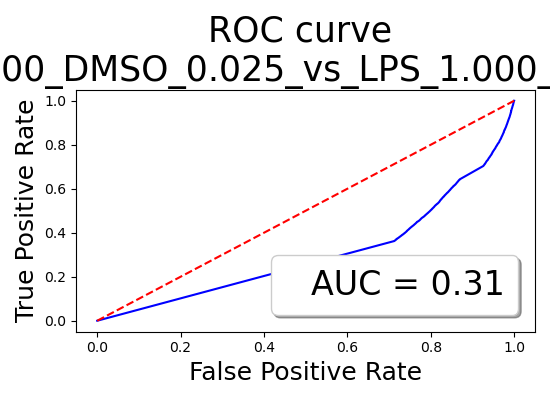 ROC curve
00_DMSO_0.025_vs_LPS_1.000_
1.0
0.8
0.6
0.4
0.2
0.0
True Positive Rate
AUC = 0.31
0.0 0.2 0.4 0.6 0.8 1.0
False Positive Rate